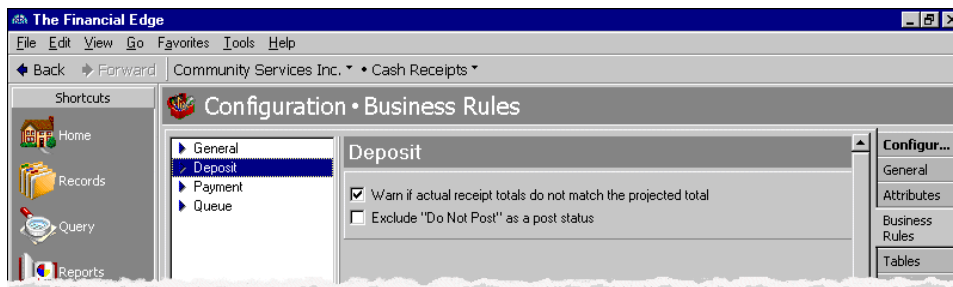 The Financial Edge
File Edit View Go Favorites Tools Help
Back Forward Community Services Inc. • Cash Receipts
Shortcuts
Home
Records
Query
Reports
Configuration • Business Rules
General
Deposit
Payment
Queue
Deposit
Warn if actual receipt totals do not match the projected total
Exclude "Do Not Post" as a post status
Configur...
General
Attributes
Business
Rules
Tables